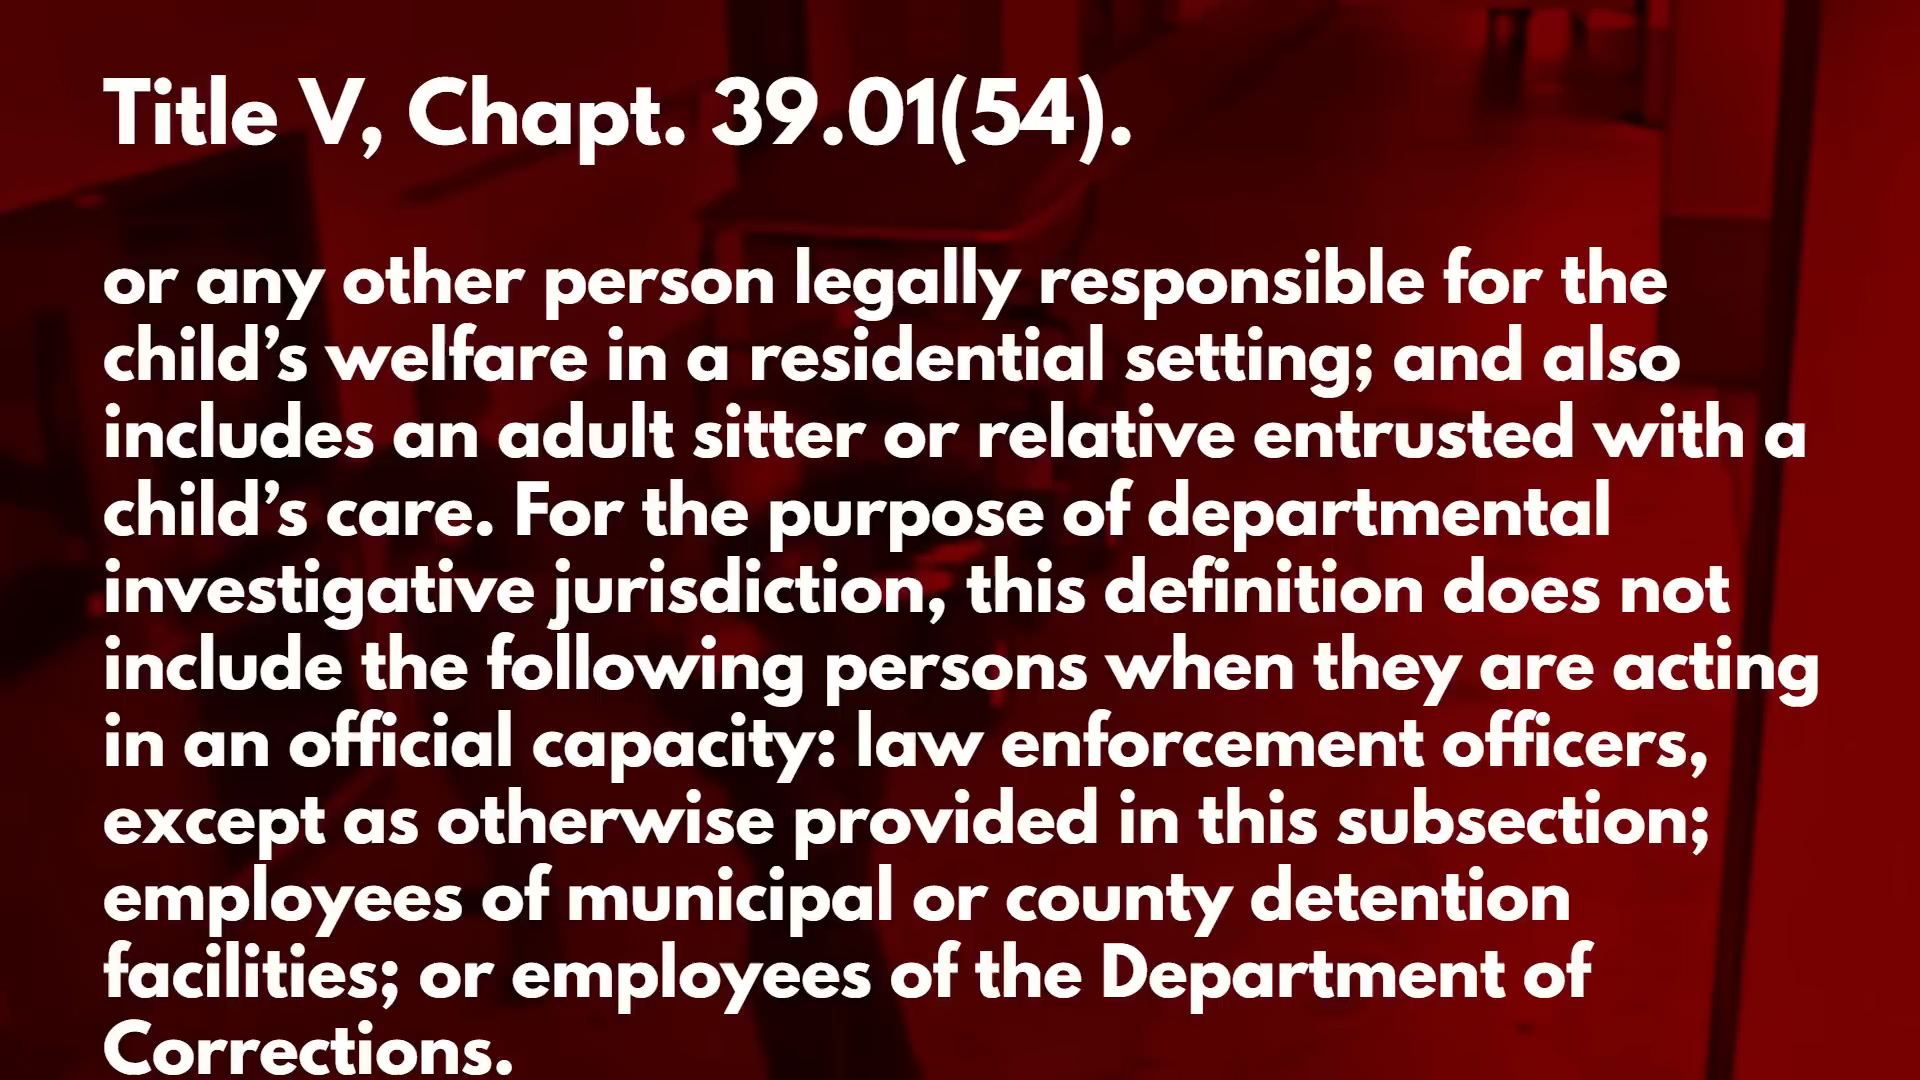 Title V, Chapt. 39.01(54).
or any other person legally responsible for the
child’s welfare in a residential setting; and also
includes an adult sitter or relative entrusted with a
child’s care. For the purpose of departmental
investigative jurisdiction, this definition does not
include the following persons when they are acting
in an official capacity: law enforcement officers,
except as otherwise provided in this subsection;
employees of municipal or county detention
facilities; or employees of the Department of
Corrections.